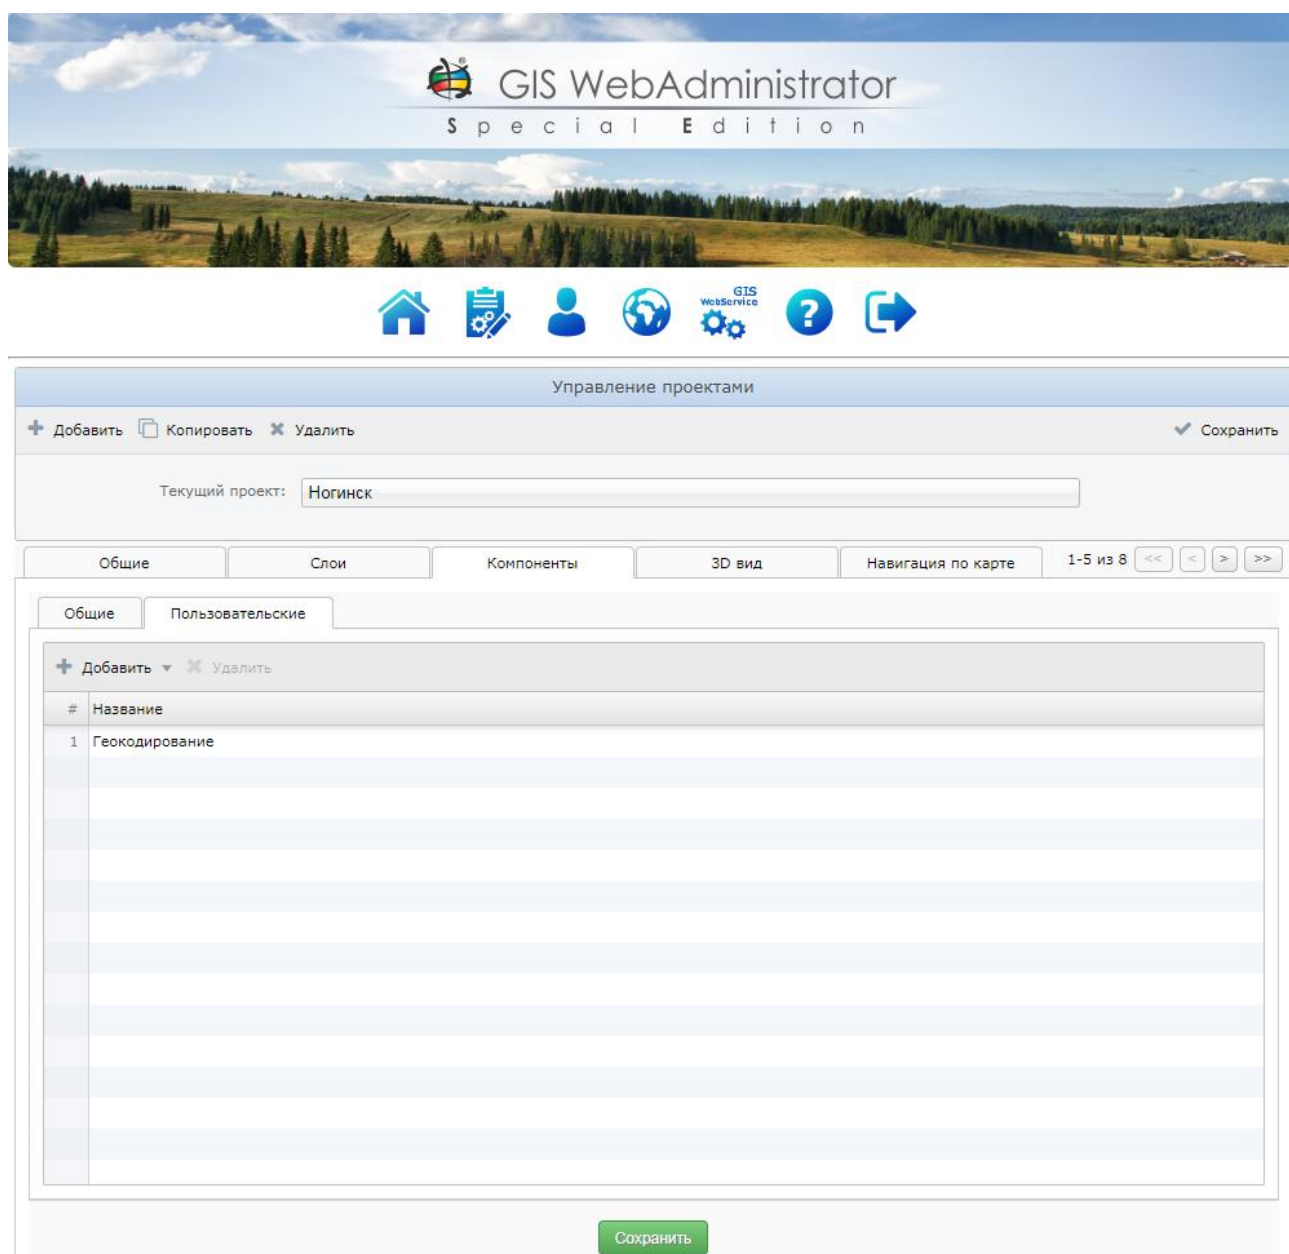 GIS WebAdministrator
Special Edition
GIS
WebService
Управление проектами
Добавить Копировать Удалить Сохранить
Текущий проект: Ногинск
Общие Слои Компоненты 3D вид Навигация по карте 1-5 из 8 << < > >>
Общие Пользовательские
Добавить Удалить
# Название
1 Геокодирование
Сохранить